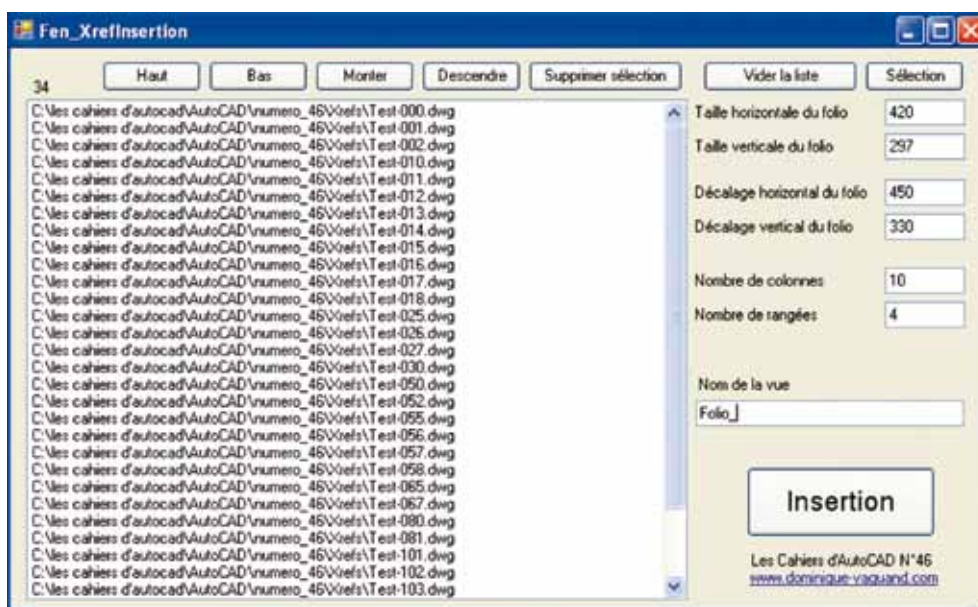 Fen_XrefInsertion
34
Haut Bas Monter Descendre Supprimer sélection Vider la liste Sélection
C:\les cahiers d'autocad\AutoCAD\numero_46\Xrefs\Test-000.dwg
C:\les cahiers d'autocad\AutoCAD\numero_46\Xrefs\Test-001.dwg
C:\les cahiers d'autocad\AutoCAD\numero_46\Xrefs\Test-002.dwg
C:\les cahiers d'autocad\AutoCAD\numero_46\Xrefs\Test-010.dwg
C:\les cahiers d'autocad\AutoCAD\numero_46\Xrefs\Test-011.dwg
C:\les cahiers d'autocad\AutoCAD\numero_46\Xrefs\Test-012.dwg
C:\les cahiers d'autocad\AutoCAD\numero_46\Xrefs\Test-013.dwg
C:\les cahiers d'autocad\AutoCAD\numero_46\Xrefs\Test-014.dwg
C:\les cahiers d'autocad\AutoCAD\numero_46\Xrefs\Test-015.dwg
C:\les cahiers d'autocad\AutoCAD\numero_46\Xrefs\Test-016.dwg
C:\les cahiers d'autocad\AutoCAD\numero_46\Xrefs\Test-017.dwg
C:\les cahiers d'autocad\AutoCAD\numero_46\Xrefs\Test-018.dwg
C:\les cahiers d'autocad\AutoCAD\numero_46\Xrefs\Test-025.dwg
C:\les cahiers d'autocad\AutoCAD\numero_46\Xrefs\Test-026.dwg
C:\les cahiers d'autocad\AutoCAD\numero_46\Xrefs\Test-027.dwg
C:\les cahiers d'autocad\AutoCAD\numero_46\Xrefs\Test-030.dwg
C:\les cahiers d'autocad\AutoCAD\numero_46\Xrefs\Test-050.dwg
C:\les cahiers d'autocad\AutoCAD\numero_46\Xrefs\Test-052.dwg
C:\les cahiers d'autocad\AutoCAD\numero_46\Xrefs\Test-055.dwg
C:\les cahiers d'autocad\AutoCAD\numero_46\Xrefs\Test-056.dwg
C:\les cahiers d'autocad\AutoCAD\numero_46\Xrefs\Test-057.dwg
C:\les cahiers d'autocad\AutoCAD\numero_46\Xrefs\Test-058.dwg
C:\les cahiers d'autocad\AutoCAD\numero_46\Xrefs\Test-065.dwg
C:\les cahiers d'autocad\AutoCAD\numero_46\Xrefs\Test-067.dwg
C:\les cahiers d'autocad\AutoCAD\numero_46\Xrefs\Test-080.dwg
C:\les cahiers d'autocad\AutoCAD\numero_46\Xrefs\Test-081.dwg
C:\les cahiers d'autocad\AutoCAD\numero_46\Xrefs\Test-101.dwg
C:\les cahiers d'autocad\AutoCAD\numero_46\Xrefs\Test-102.dwg
C:\les cahiers d'autocad\AutoCAD\numero_46\Xrefs\Test-103.dwg
Taille horizontale du folio 420
Taille verticale du folio 297
Décalage horizontal du folio 450
Décalage vertical du folio 330
Nombre de colonnes 10
Nombre de rangées 4
Nom de la vue
Folio_
Insertion
Les Cahiers d'AutoCAD N°46
www.dominique-vaquand.com